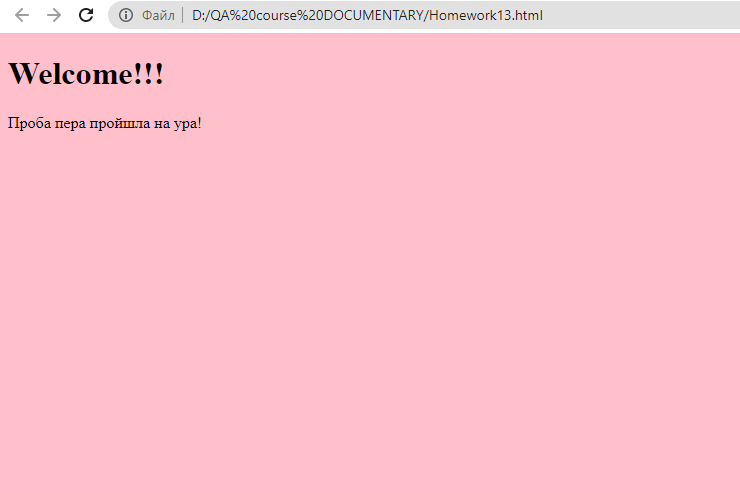 Файл D:/QA%20course%20DOCUMENTARY/Homework13.html
Welcome!!!
Проба пера пройшла на ура!